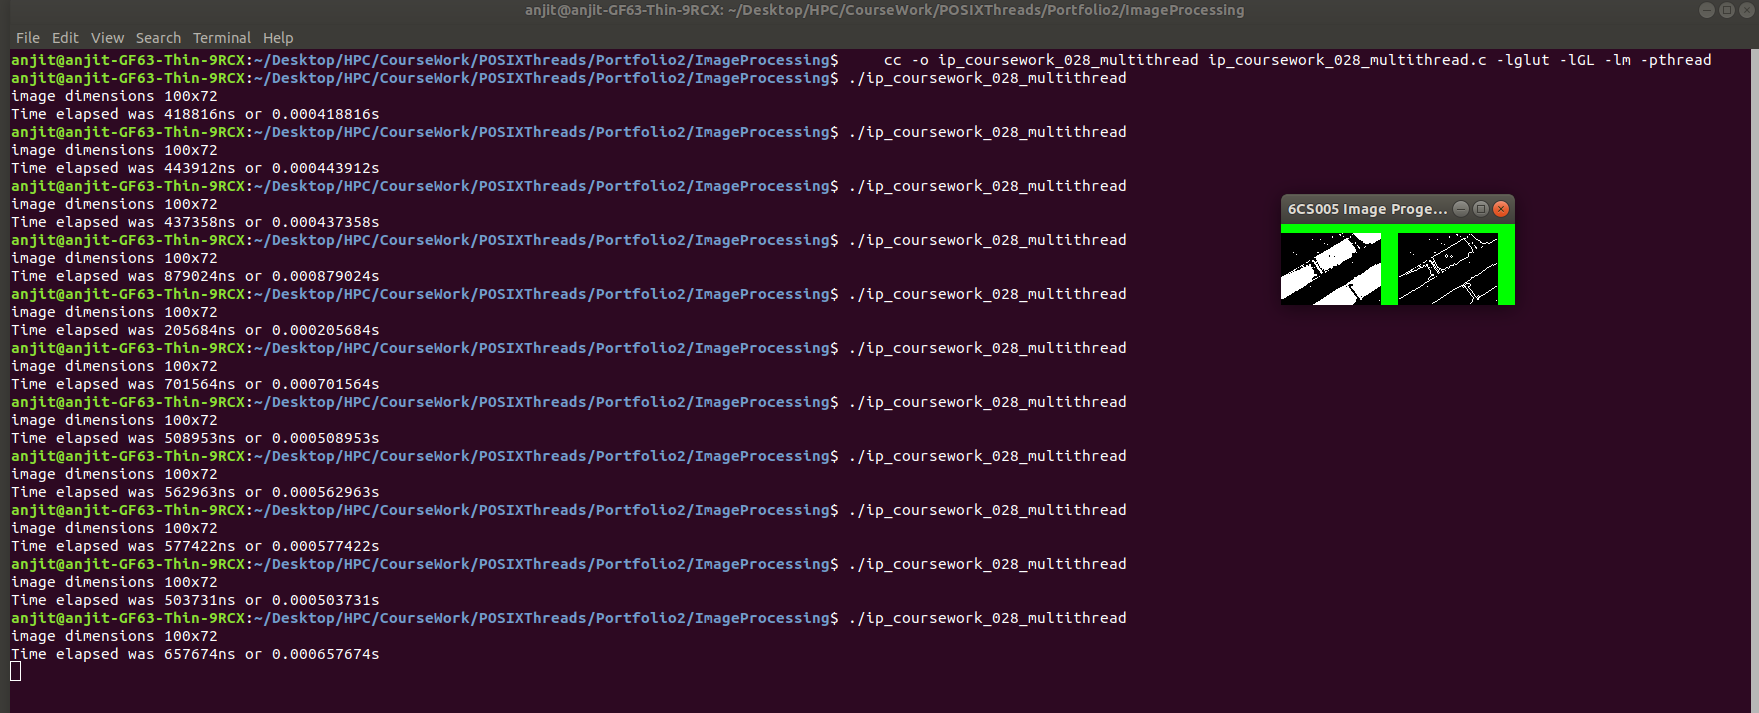 anjit@anjit-GF63-Thin-9RCX: ~/Desktop/HPC/CourseWork/POSIXThreads/Portfolio2/ImageProcessing
File Edit View Search Terminal Help
anjit@anjit-GF63-Thin-9RCX:~/Desktop/HPC/CourseWork/POSIXThreads/Portfolio2/ImageProcessing$     cc -o ip_coursework_028_multithread ip_coursework_028_multithread.c -lglut -lGL -lm -pthread
anjit@anjit-GF63-Thin-9RCX:~/Desktop/HPC/CourseWork/POSIXThreads/Portfolio2/ImageProcessing$ ./ip_coursework_028_multithread
image dimensions 100x72
Time elapsed was 418816ns or 0.000418816s
anjit@anjit-GF63-Thin-9RCX:~/Desktop/HPC/CourseWork/POSIXThreads/Portfolio2/ImageProcessing$ ./ip_coursework_028_multithread
image dimensions 100x72
Time elapsed was 443912ns or 0.000443912s
anjit@anjit-GF63-Thin-9RCX:~/Desktop/HPC/CourseWork/POSIXThreads/Portfolio2/ImageProcessing$ ./ip_coursework_028_multithread
image dimensions 100x72
Time elapsed was 437358ns or 0.000437358s
anjit@anjit-GF63-Thin-9RCX:~/Desktop/HPC/CourseWork/POSIXThreads/Portfolio2/ImageProcessing$ ./ip_coursework_028_multithread
image dimensions 100x72
Time elapsed was 879024ns or 0.000879024s
anjit@anjit-GF63-Thin-9RCX:~/Desktop/HPC/CourseWork/POSIXThreads/Portfolio2/ImageProcessing$ ./ip_coursework_028_multithread
image dimensions 100x72
Time elapsed was 205684ns or 0.000205684s
anjit@anjit-GF63-Thin-9RCX:~/Desktop/HPC/CourseWork/POSIXThreads/Portfolio2/ImageProcessing$ ./ip_coursework_028_multithread
image dimensions 100x72
Time elapsed was 701564ns or 0.000701564s
anjit@anjit-GF63-Thin-9RCX:~/Desktop/HPC/CourseWork/POSIXThreads/Portfolio2/ImageProcessing$ ./ip_coursework_028_multithread
image dimensions 100x72
Time elapsed was 508953ns or 0.000508953s
anjit@anjit-GF63-Thin-9RCX:~/Desktop/HPC/CourseWork/POSIXThreads/Portfolio2/ImageProcessing$ ./ip_coursework_028_multithread
image dimensions 100x72
Time elapsed was 562963ns or 0.000562963s
anjit@anjit-GF63-Thin-9RCX:~/Desktop/HPC/CourseWork/POSIXThreads/Portfolio2/ImageProcessing$ ./ip_coursework_028_multithread
image dimensions 100x72
Time elapsed was 577422ns or 0.000577422s
anjit@anjit-GF63-Thin-9RCX:~/Desktop/HPC/CourseWork/POSIXThreads/Portfolio2/ImageProcessing$ ./ip_coursework_028_multithread
image dimensions 100x72
Time elapsed was 503731ns or 0.000503731s
anjit@anjit-GF63-Thin-9RCX:~/Desktop/HPC/CourseWork/POSIXThreads/Portfolio2/ImageProcessing$ ./ip_coursework_028_multithread
image dimensions 100x72
Time elapsed was 657674ns or 0.000657674s
6CS005 Image Proge...